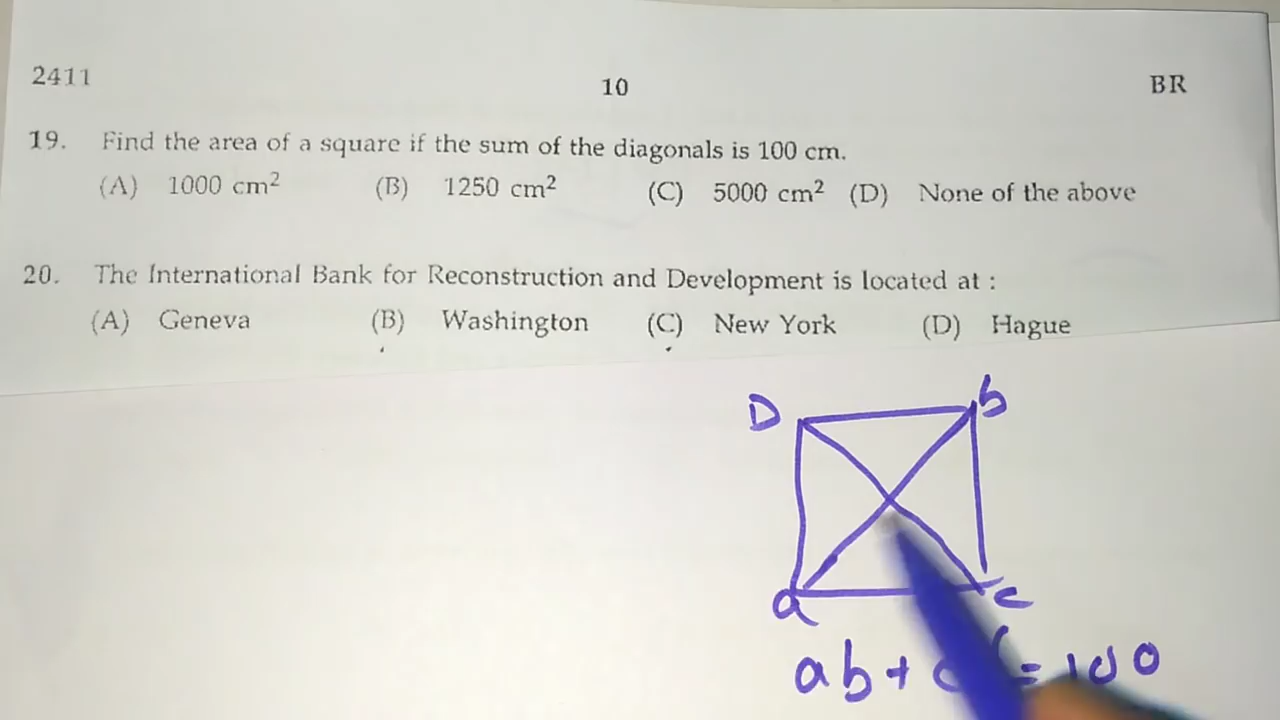 2411 10 BR
19. Find the area of a square if the sum of the diagonals is 100 cm.
(A) 1000 cm² (B) 1250 cm² (C) 5000 cm² (D) None of the above
20. The International Bank for Reconstruction and Development is located at :
(A) Geneva (B) Washington (C) New York (D) Hague
D b
a c
ab + = 100